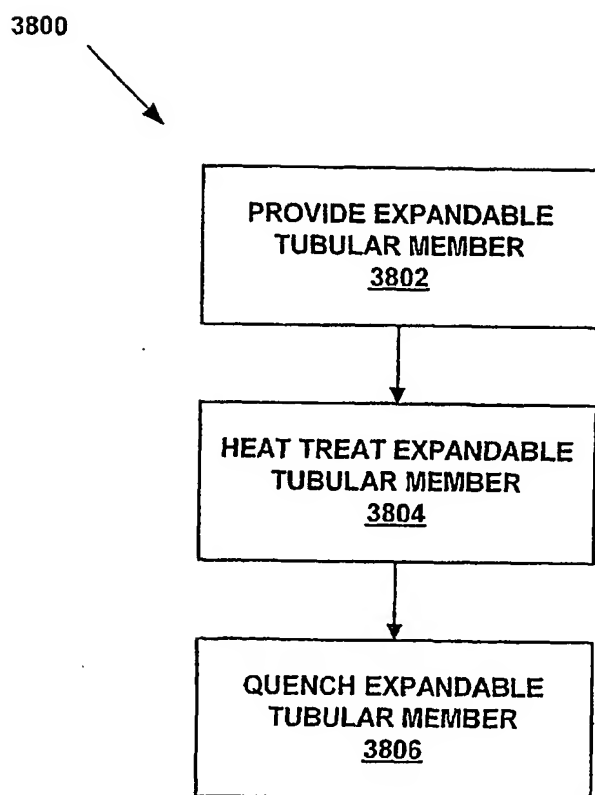 3800
PROVIDE EXPANDABLE
TUBULAR MEMBER
3802
HEAT TREAT EXPANDABLE
TUBULAR MEMBER
3804
QUENCH EXPANDABLE
TUBULAR MEMBER
3806